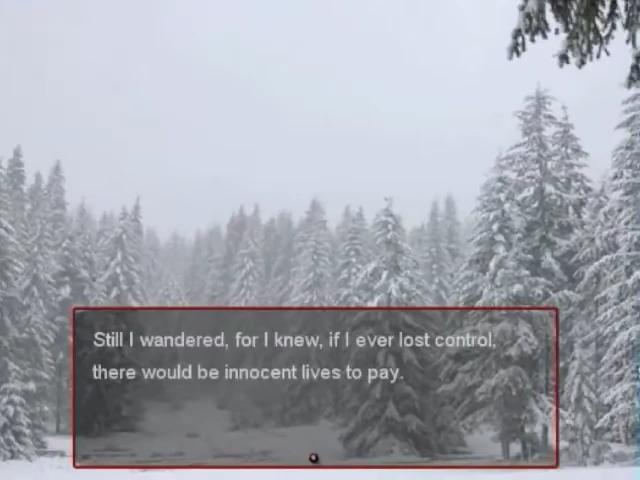 Still I wandered, for I knew, if I ever lost control,
there would be innocent lives to pay.